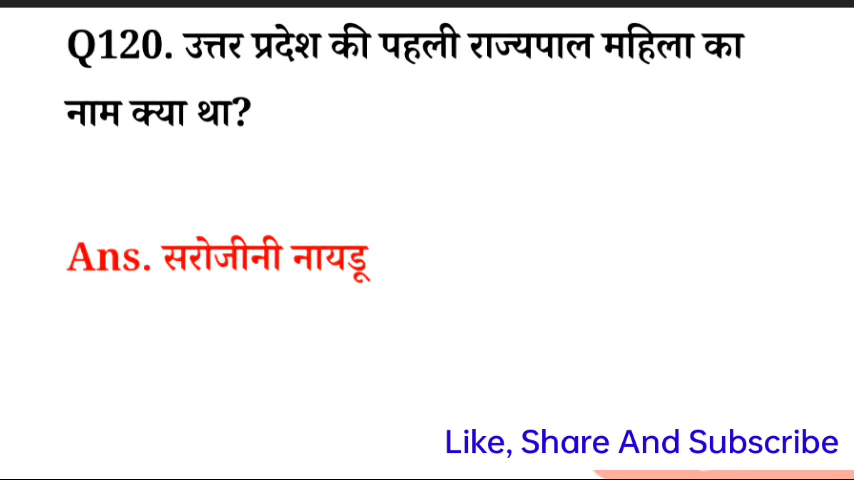 Q120. उत्तर प्रदेश की पहली राज्यपाल महिला का
नाम क्या था?
Ans. सरोजीनी नायडू
Like, Share And Subscribe